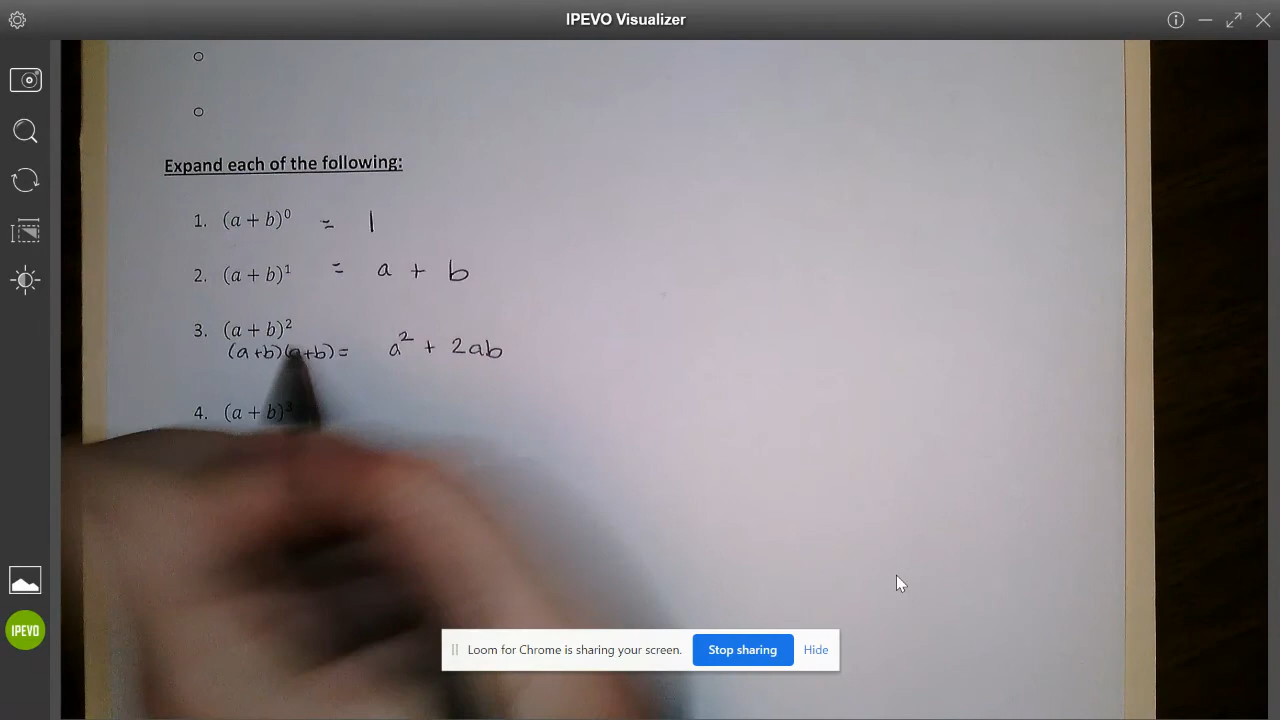 IPEVO Visualizer
Expand each of the following:
1. (a + b)⁰ = 1
2. (a + b)¹ = a + b
3. (a + b)²
(a+b)(a+b) = a² + 2ab
4. (a + b)³
IPEVO
Loom for Chrome is sharing your screen. Stop sharing Hide